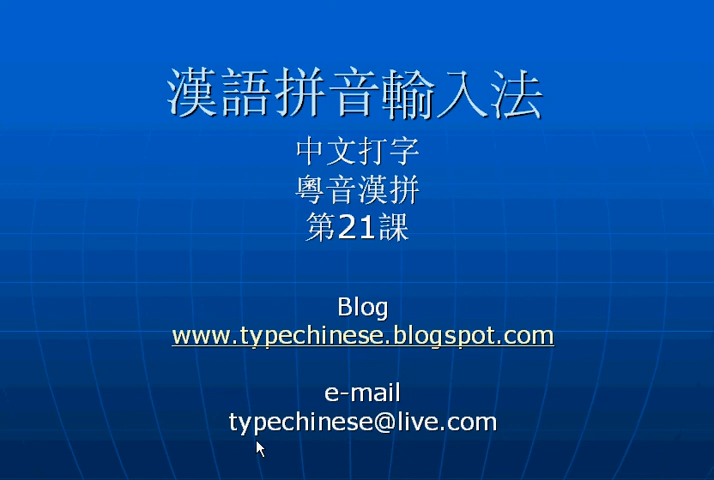 漢語拼音輸入法
中文打字
粵音漢拼
第21課
Blog
www.typechinese.blogspot.com
e-mail
typechinese@live.com